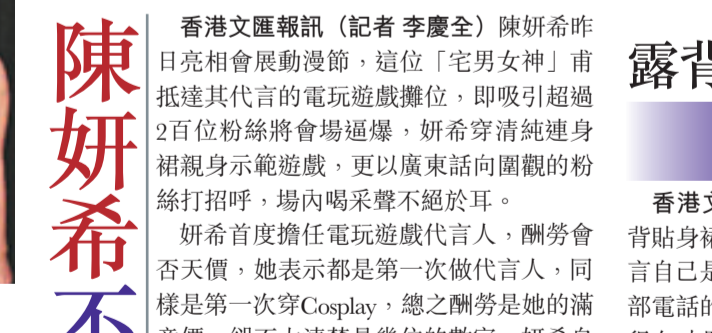 陳妍希不
香港文匯報訊（記者 李慶全）陳妍希昨
日亮相會展動漫節，這位「宅男女神」甫
抵達其代言的電玩遊戲攤位，即吸引超過
2百位粉絲將會場逼爆，妍希穿清純連身
裙親身示範遊戲，更以廣東話向圍觀的粉
絲打招呼，場內喝采聲不絕於耳。
妍希首度擔任電玩遊戲代言人，酬勞會
否天價，她表示都是第一次做代言人，同
樣是第一次穿Cosplay，總之酬勞是她的滿
露背
香港文
背貼身裙
言自己是
部電話的